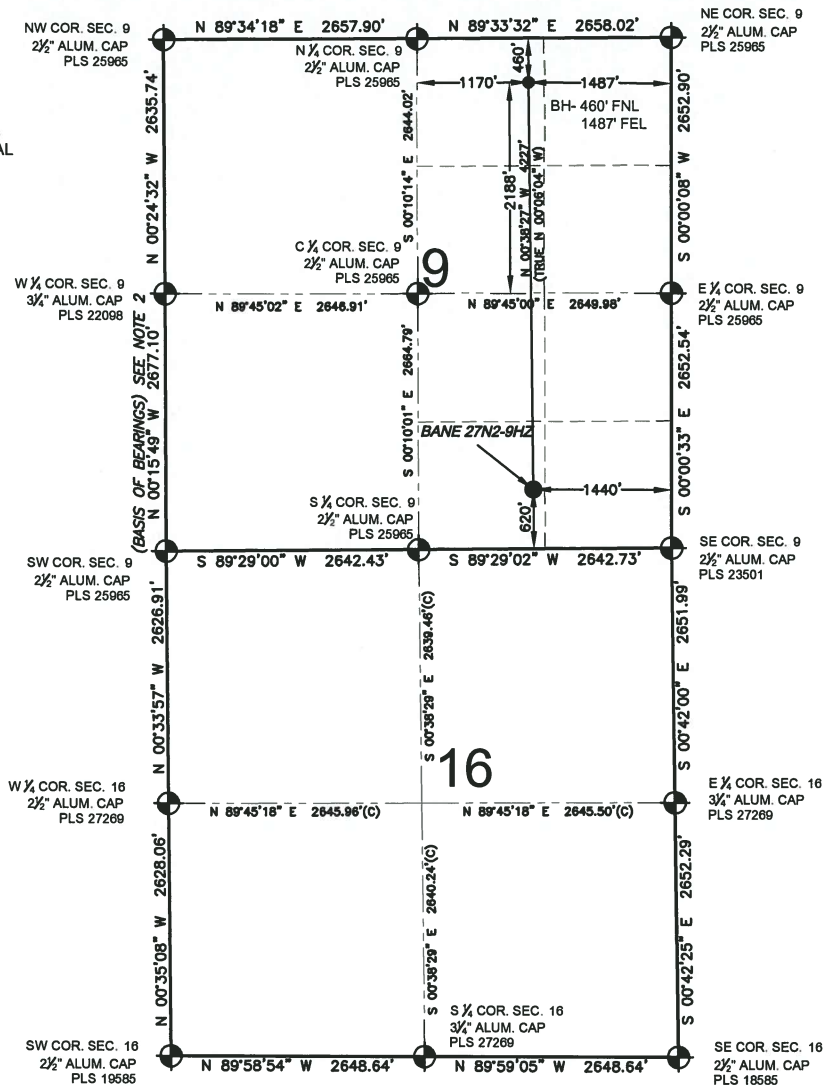 NW COR. SEC. 9
2½" ALUM. CAP
PLS 25965
N 89°34'18" E 2657.90'
N ¼ COR. SEC. 9
2½" ALUM. CAP
PLS 25965
N 89°33'32" E 2658.02'
NE COR. SEC. 9
2½" ALUM. CAP
PLS 25965
460'
1170'
1487'
BH- 460' FNL
1487' FEL
AL
N 00°24'32" W 2635.74'
S 00°10'14" E 2644.02'
2188'
N 00°38'27" W 4227'
(TRUE N 00°06'04" W)
S 00°00'08" W 2652.90'
C ¼ COR. SEC. 9
2½" ALUM. CAP
PLS 25965
9
W ¼ COR. SEC. 9
3¼" ALUM. CAP
PLS 22098
N 89°45'02" E 2646.91'
N 89°45'00" E 2649.98'
E ¼ COR. SEC. 9
2½" ALUM. CAP
PLS 25965
(BASIS OF BEARINGS) SEE NOTE 2
N 00°15'49" W 2677.10'
S 00°10'01" E 2664.79'
S 00°00'33" E 2652.54'
BANE 27N2-9HZ
1440'
620'
S ¼ COR. SEC. 9
2½" ALUM. CAP
PLS 25965
SW COR. SEC. 9
2½" ALUM. CAP
PLS 25965
S 89°29'00" W 2642.43'
S 89°29'02" W 2642.73'
SE COR. SEC. 9
2½" ALUM. CAP
PLS 23501
N 00°33'57" W 2626.91'
S 00°38'29" E 2639.46'(C)
S 00°42'00" E 2651.99'
16
W ¼ COR. SEC. 16
2½" ALUM. CAP
PLS 27269
N 89°45'18" E 2645.96'(C)
N 89°45'18" E 2645.50'(C)
E ¼ COR. SEC. 16
3¼" ALUM. CAP
PLS 27269
N 00°35'08" W 2628.06'
S 00°38'29" E 2640.24'(C)
S 00°42'25" E 2652.29'
S ¼ COR. SEC. 16
3¼" ALUM. CAP
PLS 27269
SW COR. SEC. 16
2½" ALUM. CAP
PLS 19585
N 89°58'54" W 2648.64'
N 89°59'05" W 2648.64'
SE COR. SEC. 16
2½" ALUM. CAP
PLS 18585